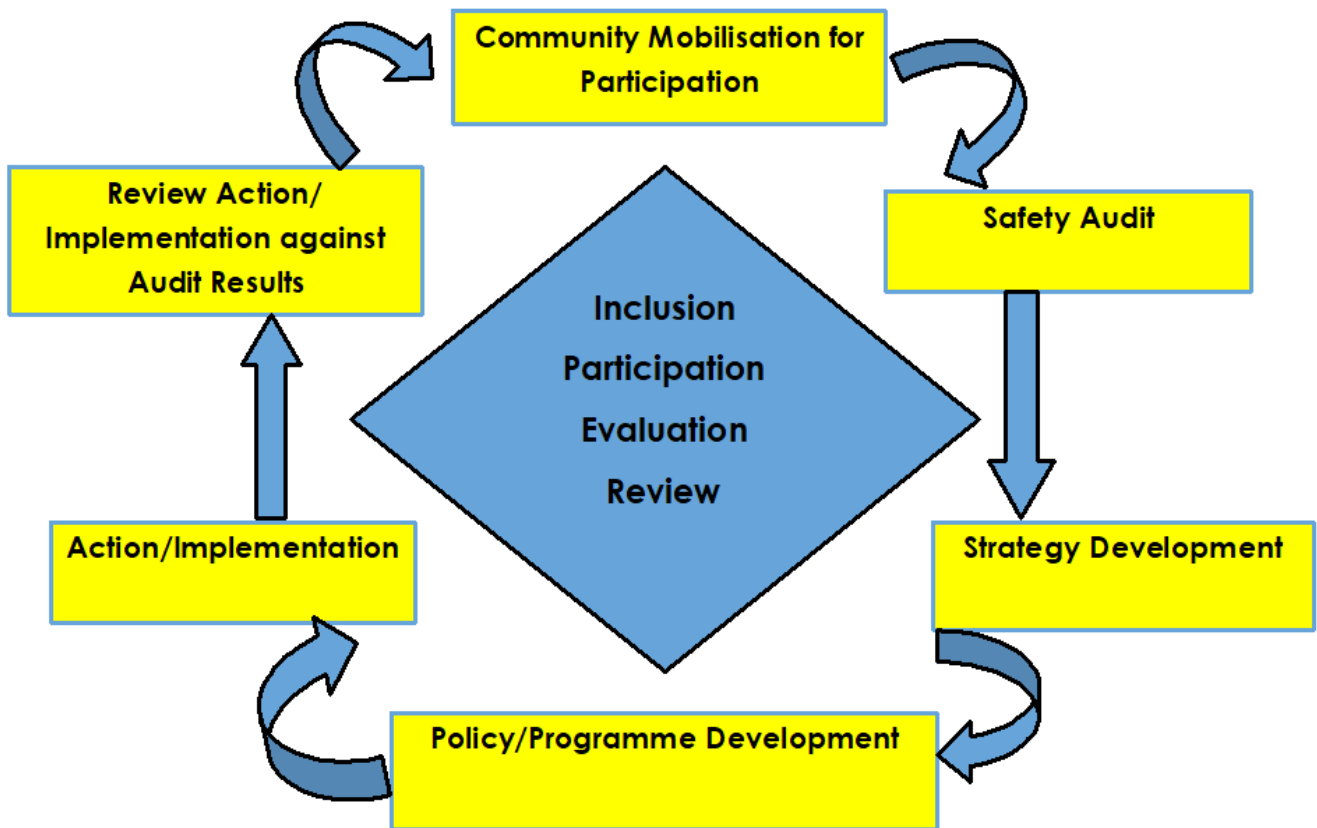 Community Mobilisation for
Participation
Safety Audit
Strategy Development
Policy/Programme Development
Action/Implementation
Review Action/
Implementation against
Audit Results
Inclusion
Participation
Evaluation
Review